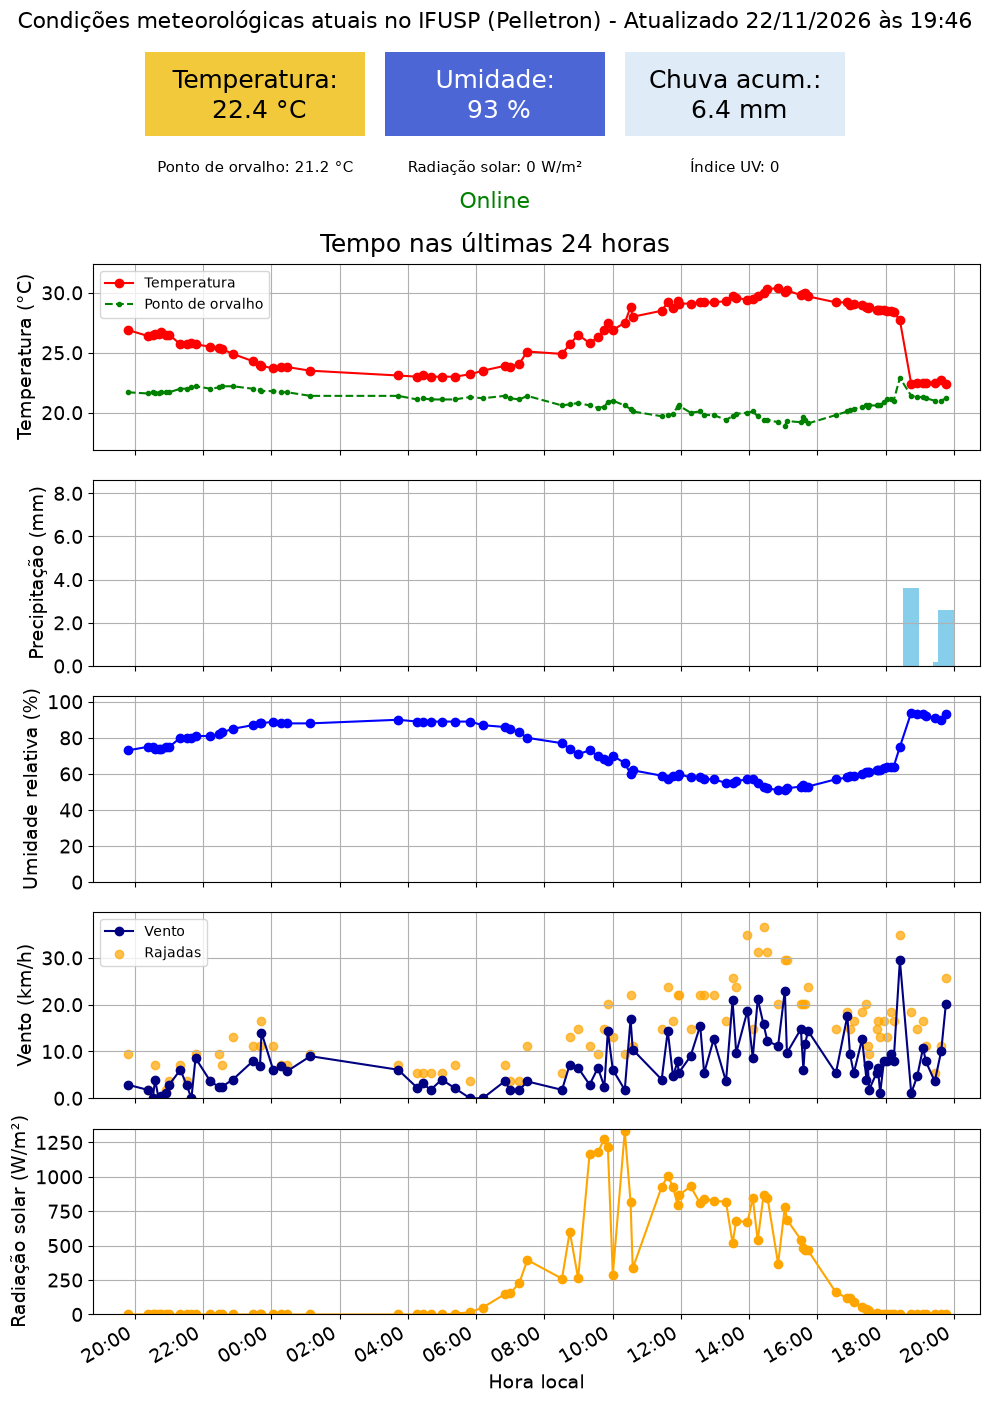 Condições meteorológicas atuais no IFUSP (Pelletron) - Atualizado 22/11/2026 às 19:46
Temperatura:
22.4 °C
Umidade:
93 %
Chuva acum.:
6.4 mm
Ponto de orvalho: 21.2 °C
Radiação solar: 0 W/m²
Índice UV: 0
Online
Tempo nas últimas 24 horas
Temperatura (°C)
30.0
25.0
20.0
Temperatura
Ponto de orvalho
Precipitação (mm)
8.0
6.0
4.0
2.0
0.0
Umidade relativa (%)
100
80
60
40
20
0
Vento (km/h)
30.0
20.0
10.0
0.0
Vento
Rajadas
Radiação solar (W/m²)
1250
1000
750
500
250
0
20:00
22:00
00:00
02:00
04:00
06:00
08:00
10:00
12:00
14:00
16:00
18:00
20:00
Hora local